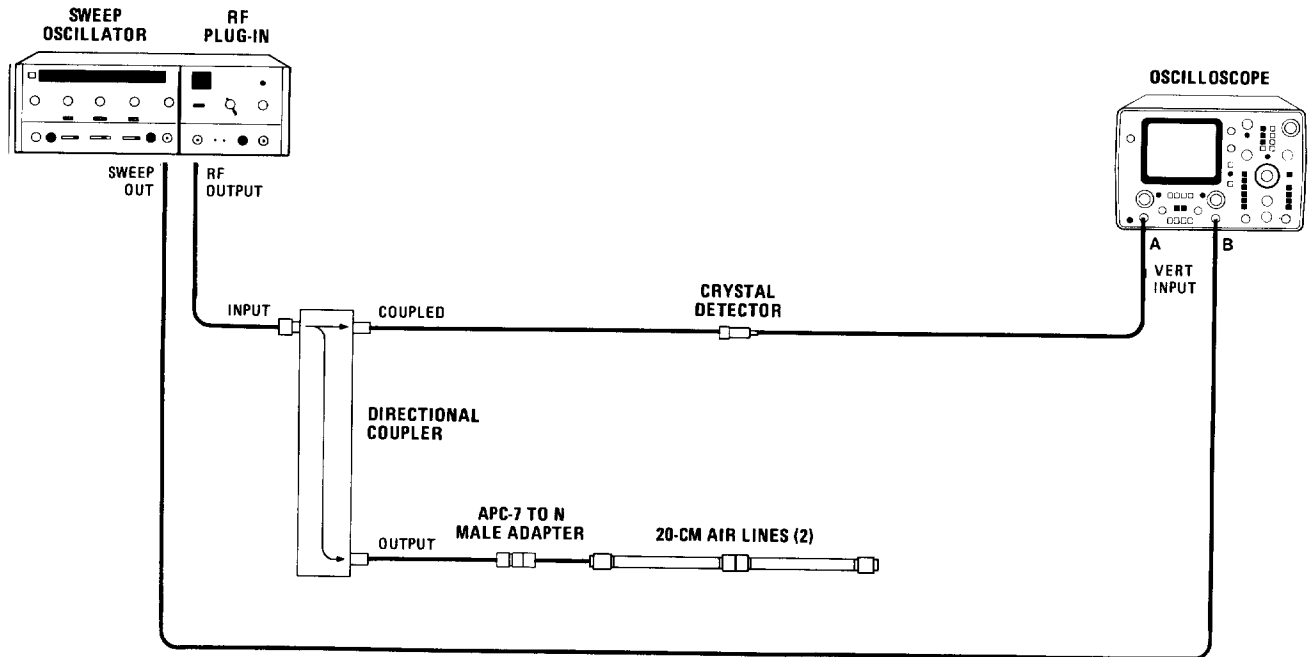 SWEEP
OSCILLATOR
RF
PLUG-IN
OSCILLOSCOPE
SWEEP
OUT
RF
OUTPUT
A
B
VERT
INPUT
INPUT
COUPLED
CRYSTAL
DETECTOR
DIRECTIONAL
COUPLER
OUTPUT
APC-7 TO N
MALE ADAPTER
20-CM AIR LINES (2)